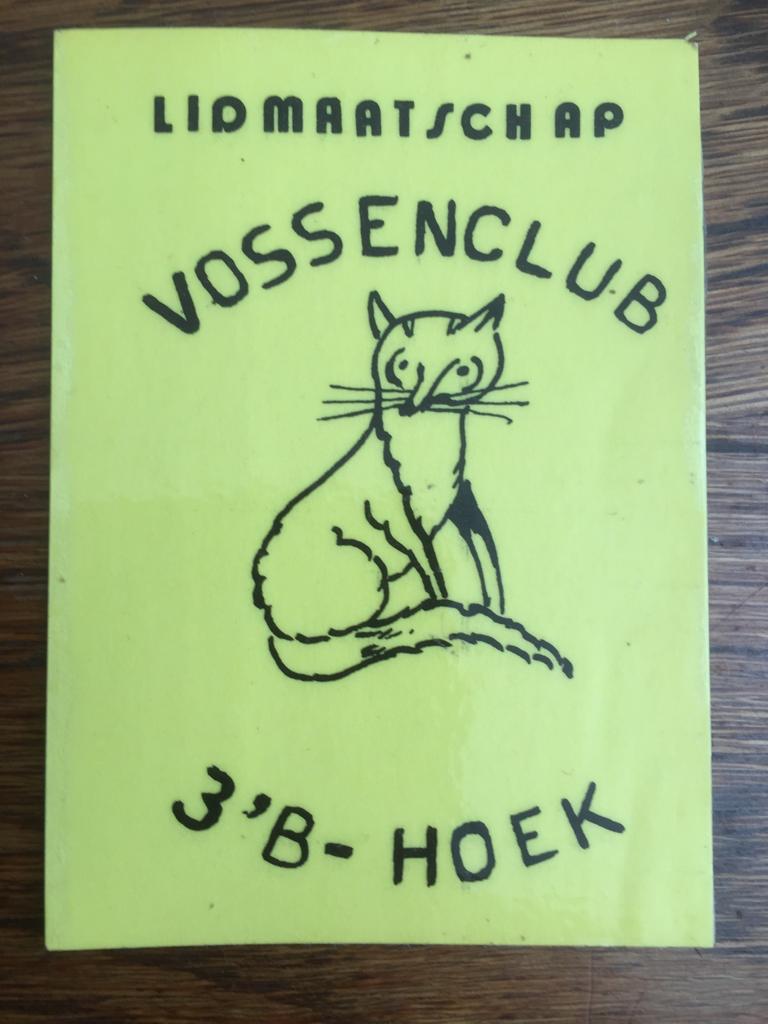 LIDMAATSCHAP
VOSSENCLUB
3'B-HOEK